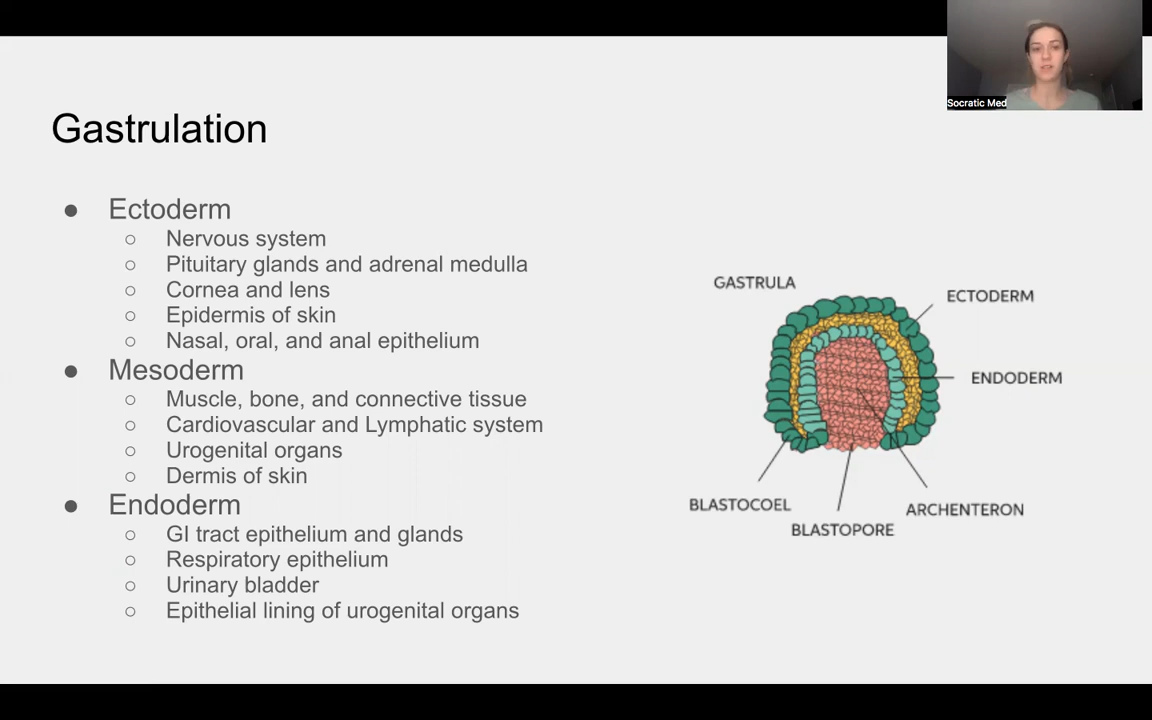 Socratic Med
Gastrulation
● Ectoderm
○ Nervous system
○ Pituitary glands and adrenal medulla
○ Cornea and lens
○ Epidermis of skin
○ Nasal, oral, and anal epithelium
● Mesoderm
○ Muscle, bone, and connective tissue
○ Cardiovascular and Lymphatic system
○ Urogenital organs
○ Dermis of skin
● Endoderm
○ GI tract epithelium and glands
○ Respiratory epithelium
○ Urinary bladder
○ Epithelial lining of urogenital organs
GASTRULA
ECTODERM
ENDODERM
BLASTOCOEL
BLASTOPORE
ARCHENTERON